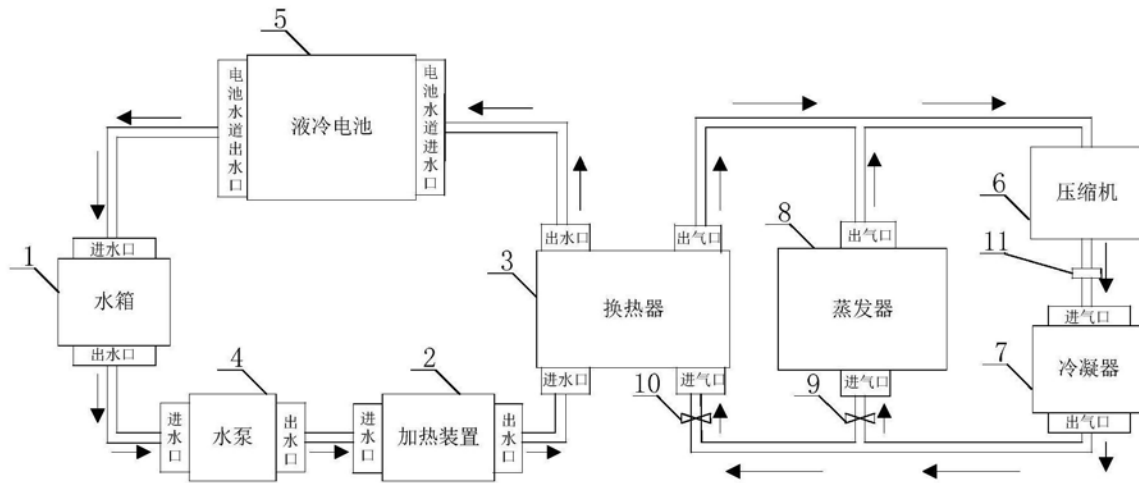 5
电池水道出水口
液冷电池
电池水道进水口
6
压缩机
11
1
进水口
水箱
出水口
3
出水口
出气口
换热器
进水口
进气口
10
8
出气口
蒸发器
进气口
9
进气口
7
冷凝器
出气口
4
进水口
水泵
出水口
2
进水口
加热装置
出水口